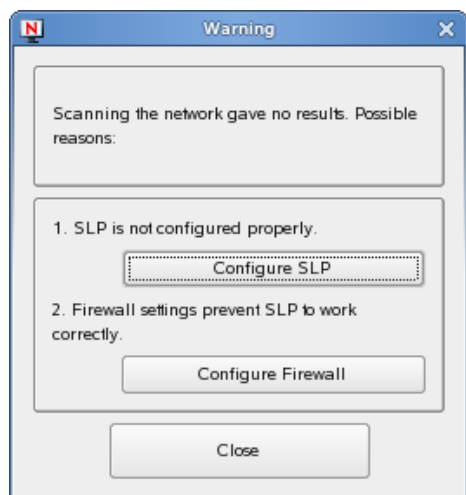 N
Warning
Scanning the network gave no results. Possible
reasons:
1. SLP is not configured properly.
Configure SLP
2. Firewall settings prevent SLP to work
correctly.
Configure Firewall
Close